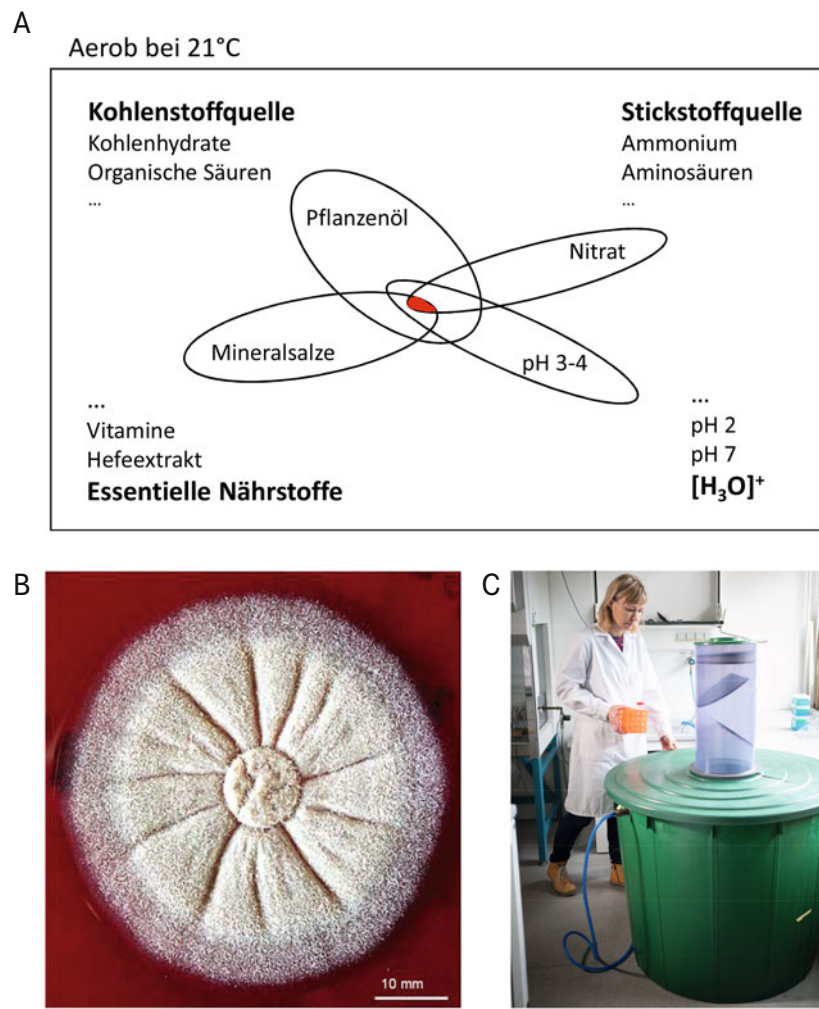 A
Aerob bei 21°C
Kohlenstoffquelle
Kohlenhydrate
Organische Säuren
...
Stickstoffquelle
Ammonium
Aminosäuren
...
Pflanzenöl
Nitrat
Mineralsalze
pH 3-4
...
Vitamine
Hefeextrakt
Essentielle Nährstoffe
...
pH 2
pH 7
[H₃O]⁺
B
10 mm
C